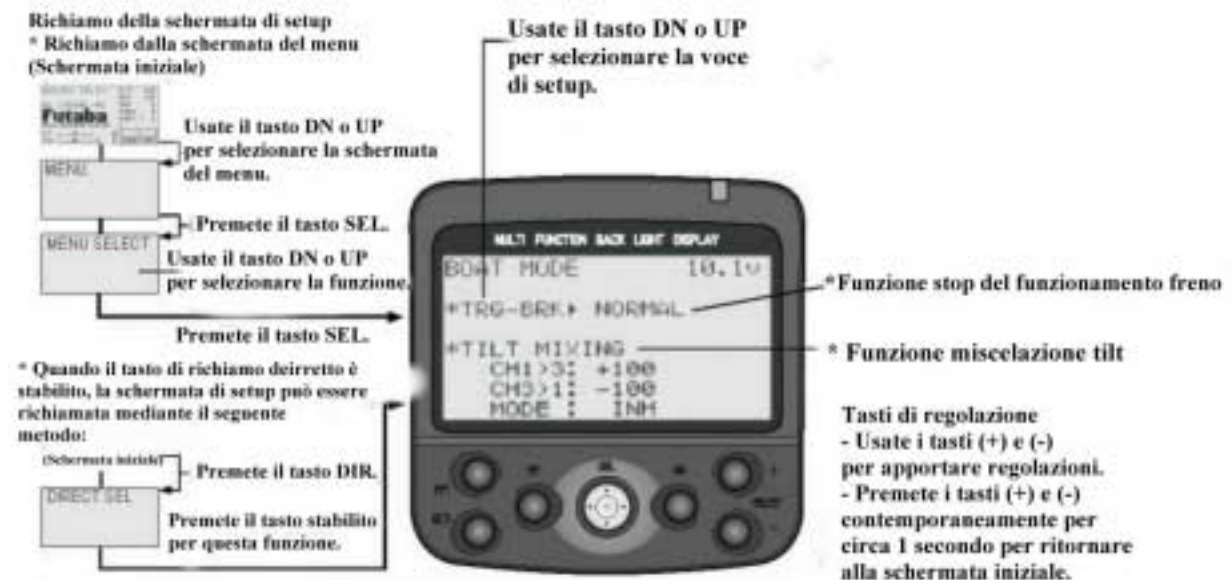 Richiamo della schermata di setup
* Richiamo dalla schermata del menu
(Schermata iniziale)
Futaba
Usate il tasto DN o UP
per selezionare la schermata
del menu.
MENU
Premete il tasto SEL.
MENU SELECT
Usate il tasto DN o UP
per selezionare la funzione.
Premete il tasto SEL.
* Quando il tasto di richiamo deirretto è
stabilito, la schermata di setup può essere
richiamata mediante il seguente
metodo:
(Schermata iniziale)
Premete il tasto DIR.
DIRECT SEL
Premete il tasto stabilito
per questa funzione.
Usate il tasto DN o UP
per selezionare la voce
di setup.
MULTI FUNCTION BACK LIGHT DISPLAY
BOAT MODE 10.1v
*TRG-BRK▸ NORMAL
*TILT MIXING
CH1>3: +100
CH3>1: -100
MODE : INH
*Funzione stop del funzionamento freno
* Funzione miscelazione tilt
Tasti di regolazione
- Usate i tasti (+) e (-)
per apportare regolazioni.
- Premete i tasti (+) e (-)
contemporaneamente per
circa 1 secondo per ritornare
alla schermata iniziale.